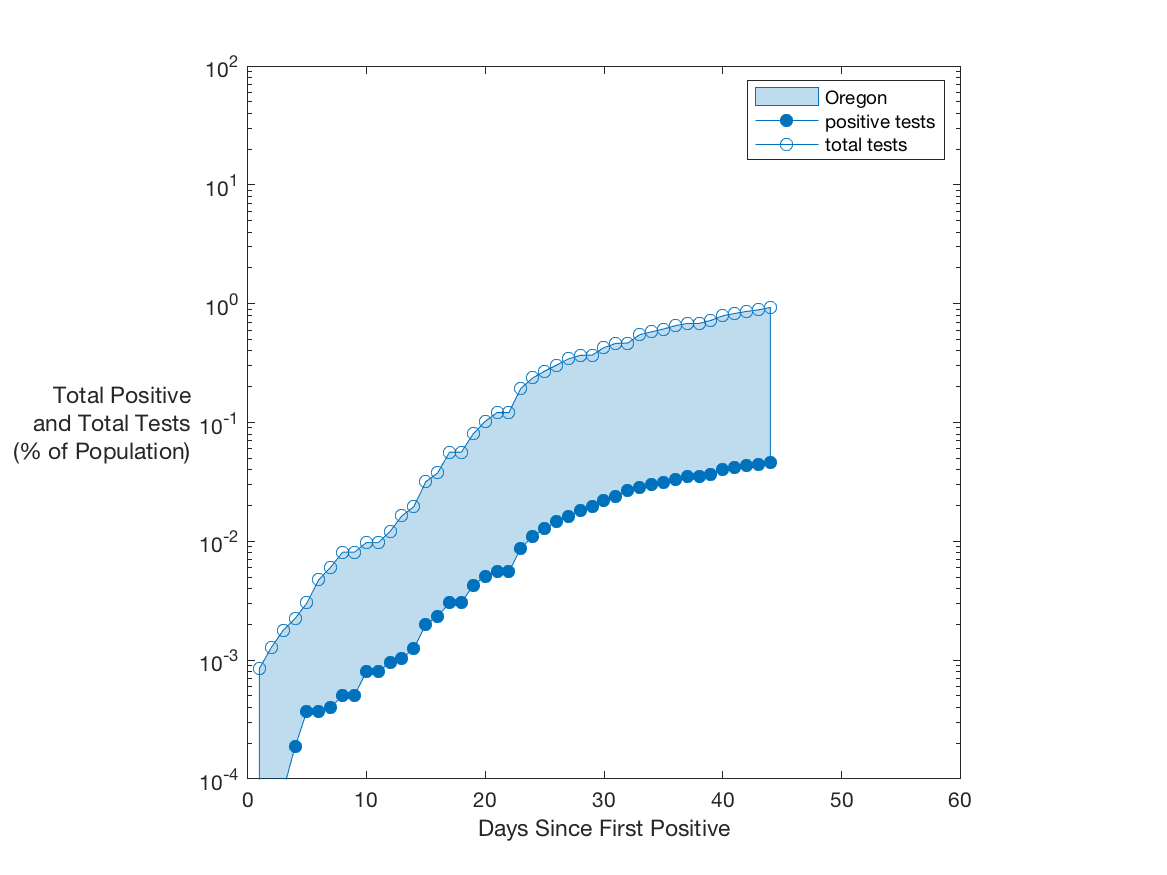 10^2
10^1
10^0
10^-1
10^-2
10^-3
10^-4
Total Positive
and Total Tests
(% of Population)
Oregon
positive tests
total tests
0 10 20 30 40 50 60
Days Since First Positive